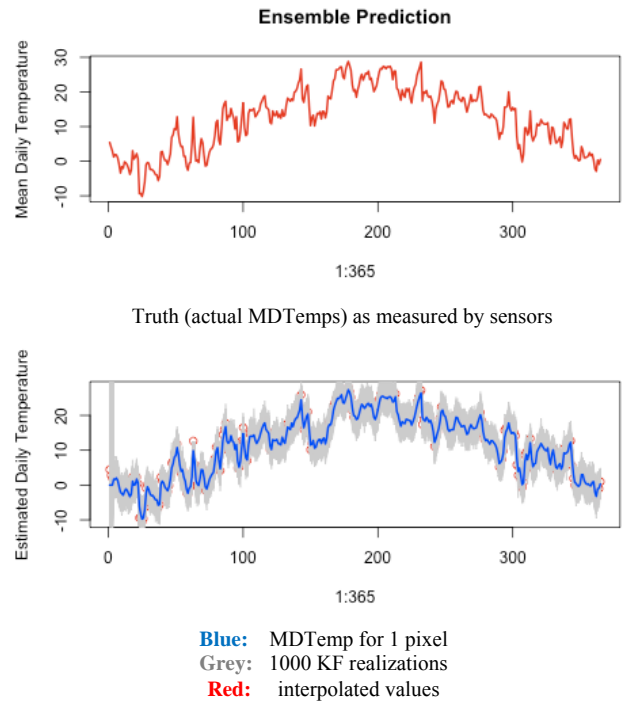 Ensemble Prediction
Mean Daily Temperature
30
20
10
0
-10
0 100 200 300
1:365
Truth (actual MDTemps) as measured by sensors
Estimated Daily Temperature
20
10
0
-10
0 100 200 300
1:365
Blue: MDTemp for 1 pixel
Grey: 1000 KF realizations
Red: interpolated values